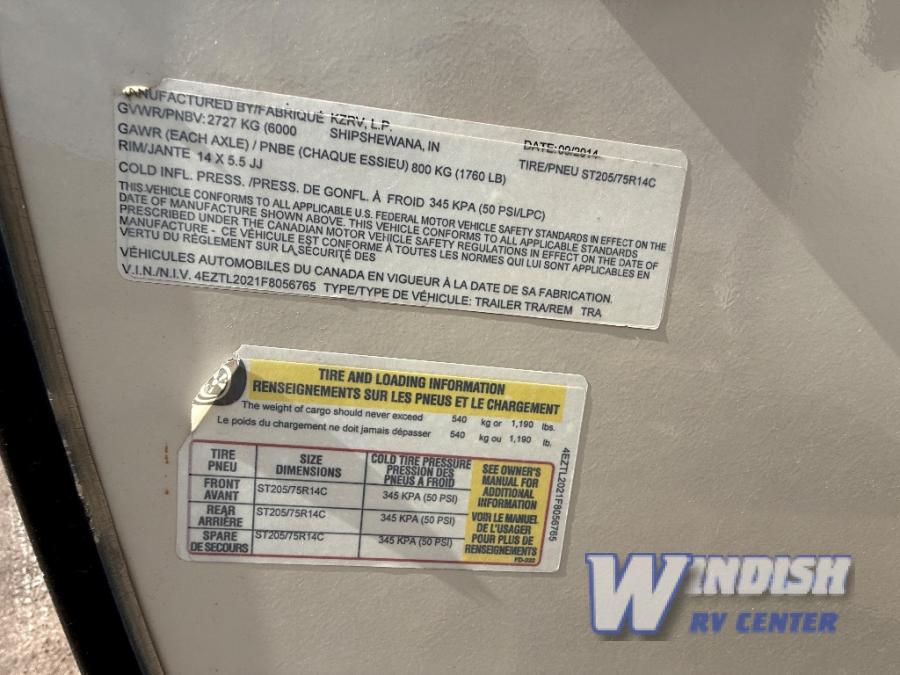 MANUFACTURED BY/FABRIQUE KZRV, L.P.
SHIPSHEWANA, IN
DATE: 09/2014
GVWR/PNBV: 2727 KG (6000
GAWR (EACH AXLE) / PNBE (CHAQUE ESSIEU) 800 KG (1760 LB)
TIRE/PNEU ST205/75R14C
RIM/JANTE 14 X 5.5 JJ
COLD INFL. PRESS. /PRESS. DE GONFL. À FROID 345 KPA (50 PSI/LPC)
THIS VEHICLE CONFORMS TO ALL APPLICABLE U.S. FEDERAL MOTOR VEHICLE SAFETY STANDARDS IN EFFECT ON THE
DATE OF MANUFACTURE SHOWN ABOVE. THIS VEHICLE CONFORMS TO ALL APPLICABLE STANDARDS
PRESCRIBED UNDER THE CANADIAN MOTOR VEHICLE SAFETY REGULATIONS IN EFFECT ON THE DATE OF
MANUFACTURE - CE VÉHICULE EST CONFORME À TOUTES LES NORMES QUI LUI SONT APPLICABLES EN
VERTU DU RÉGLEMENT SUR LA SÉCURITÉ DES
VÉHICULES AUTOMOBILES DU CANADA EN VIGUEUR À LA DATE DE SA FABRICATION.
V.I.N./N.I.V. 4EZTL2021F8056765 TYPE/TYPE DE VÉHICULE: TRAILER TRA/REM TRA
TIRE AND LOADING INFORMATION
RENSEIGNEMENTS SUR LES PNEUS ET LE CHARGEMENT
The weight of cargo should never exceed 540 kg or 1,190 lbs.
Le poids du chargement ne doit jamais dépasser 540 kg ou 1,190 lb.
TIRE
PNEU
SIZE
DIMENSIONS
COLD TIRE PRESSURE
PRESSION DES
PNEUS A FROID
FRONT
AVANT
ST205/75R14C
345 KPA (50 PSI)
REAR
ARRIÈRE
ST205/75R14C
345 KPA (50 PSI)
SPARE
DE SECOURS
ST205/75R14C
345 KPA (50 PSI)
SEE OWNER'S
MANUAL FOR
ADDITIONAL
INFORMATION
VOIR LE MANUEL
DE L'USAGER
POUR PLUS DE
RENSEIGNEMENTS
4EZTL2021F8056765
WINDISH
RV CENTER